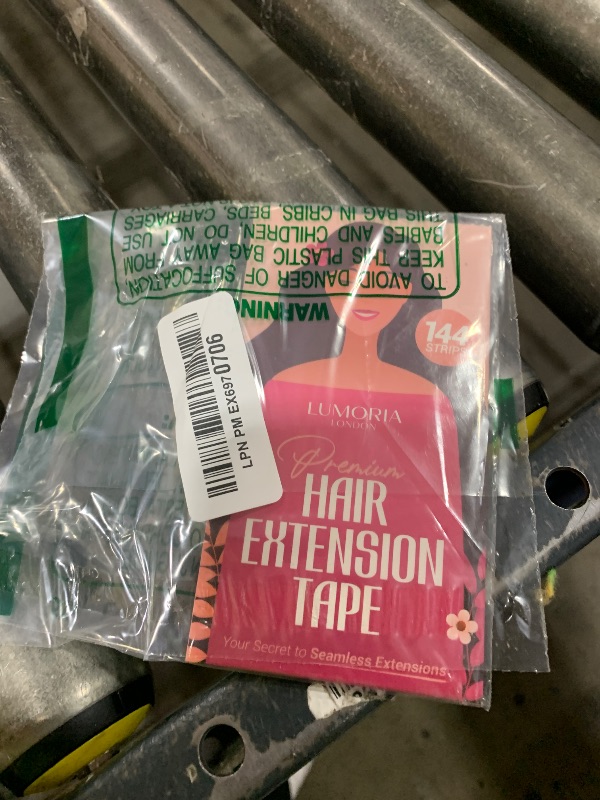 WARNING
TO AVOID DANGER OF SUFFOCATION,
KEEP THIS PLASTIC BAG AWAY FROM
BABIES AND CHILDREN. DO NOT USE
THIS BAG IN CRIBS, BEDS, CARRIAGES
LPN PM EX6970706
144
STRIPS
LUMORIA
LONDON
Premium
HAIR
EXTENSION
TAPE
Your Secret to Seamless Extensions